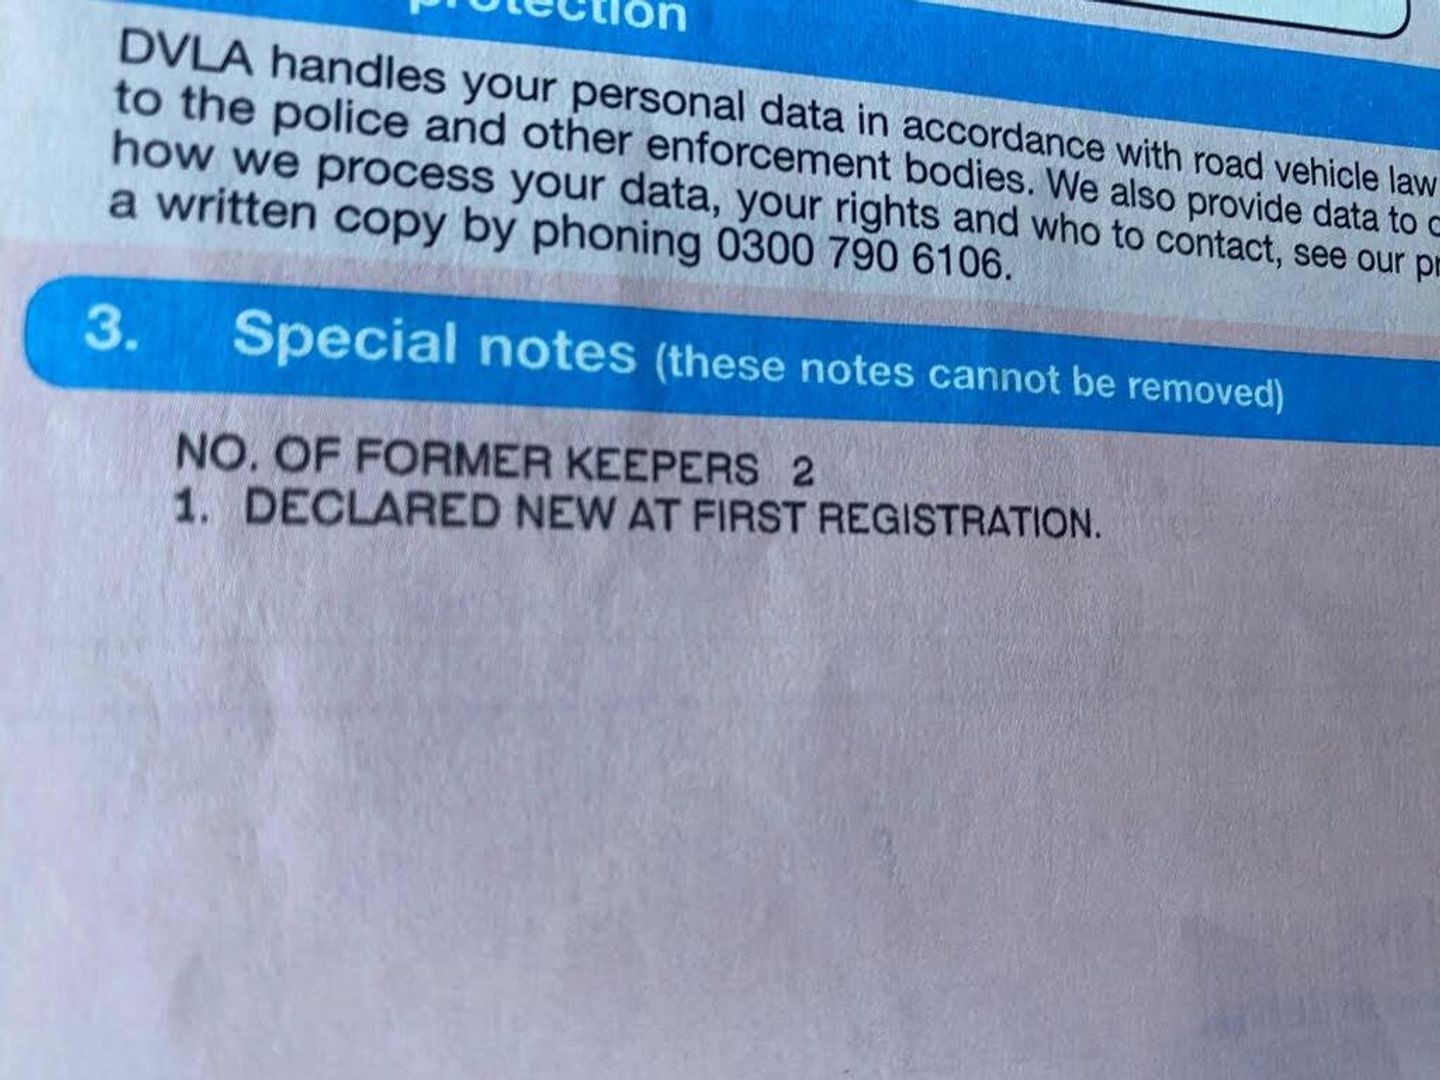 protection
DVLA handles your personal data in accordance with road vehicle law
to the police and other enforcement bodies. We also provide data to
how we process your data, your rights and who to contact, see our
a written copy by phoning 0300 790 6106.
3. Special notes (these notes cannot be removed)
NO. OF FORMER KEEPERS 2
1. DECLARED NEW AT FIRST REGISTRATION.